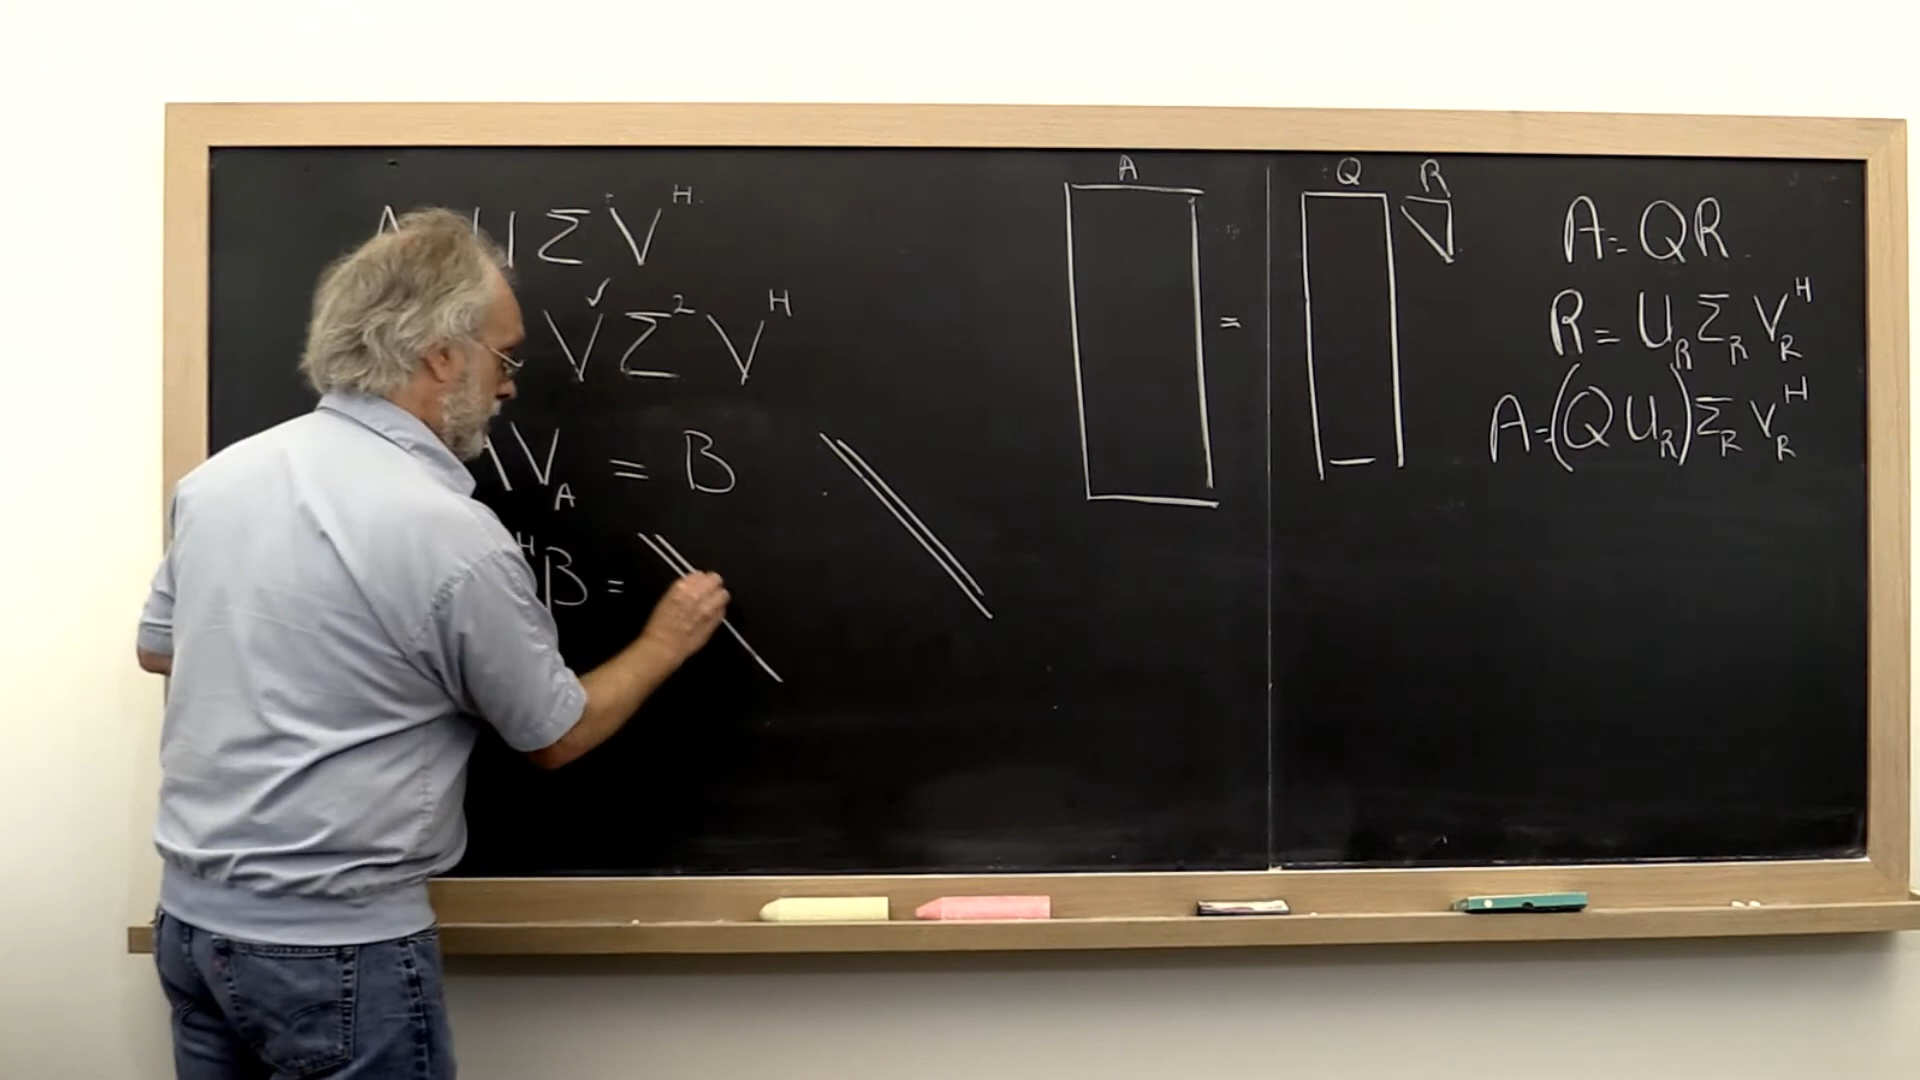 U Σ V^H
V Σ² V^H
A V_A = B
^H B =
A
Q R
=
A = QR
R = U_R Σ_R V_R^H
A = (Q U_R) Σ_R V_R^H